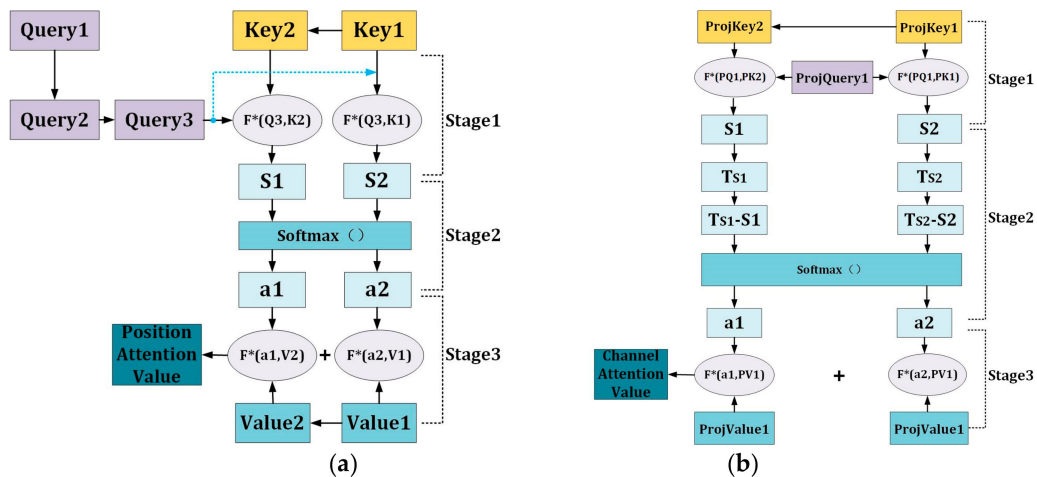 Query1
Key2
Key1
Query2
Query3
F*(Q3,K2)
F*(Q3,K1)
Stage1
S1
S2
Softmax（）
Stage2
a1
a2
Position
Attention
Value
F*(a1,V2)
+
F*(a2,V1)
Stage3
Value2
Value1
(a)
ProjKey2
ProjKey1
F*(PQ1,PK2)
ProjQuery1
F*(PQ1,PK1)
Stage1
S1
S2
TS1
TS2
TS1-S1
TS2-S2
Stage2
Softmax（）
a1
a2
Channel
Attention
Value
F*(a1,PV1)
+
F*(a2,PV1)
Stage3
ProjValue1
ProjValue1
(b)